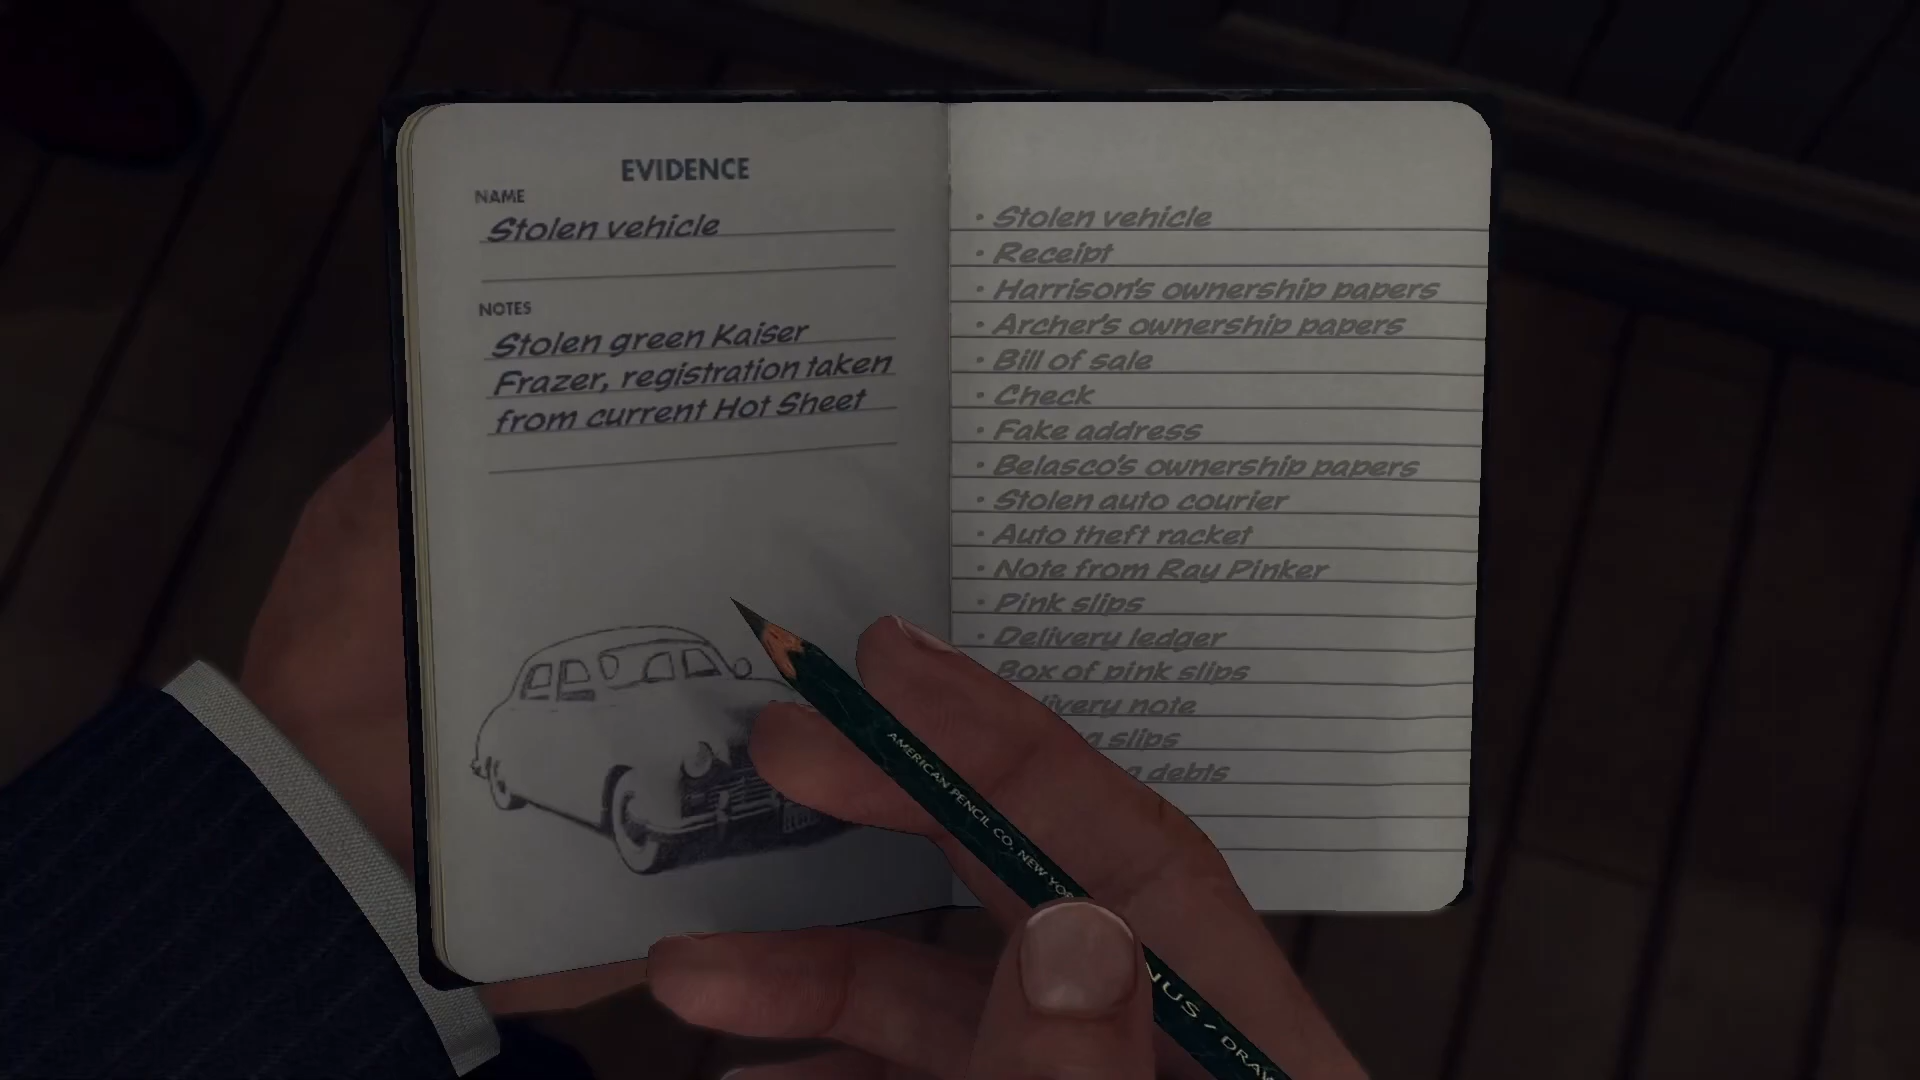 EVIDENCE
NAME
Stolen vehicle
NOTES
Stolen green Kaiser
Frazer, registration taken
from current Hot Sheet
• Stolen vehicle
• Receipt
• Harrison's ownership papers
• Archer's ownership papers
• Bill of sale
• Check
• Fake address
• Belasco's ownership papers
• Stolen auto courier
• Auto theft racket
• Note from Ray Pinker
• Pink slips
• Delivery ledger
Box of pink slips
note
slips
debts
AMERICAN PENCIL CO. NEW YOR